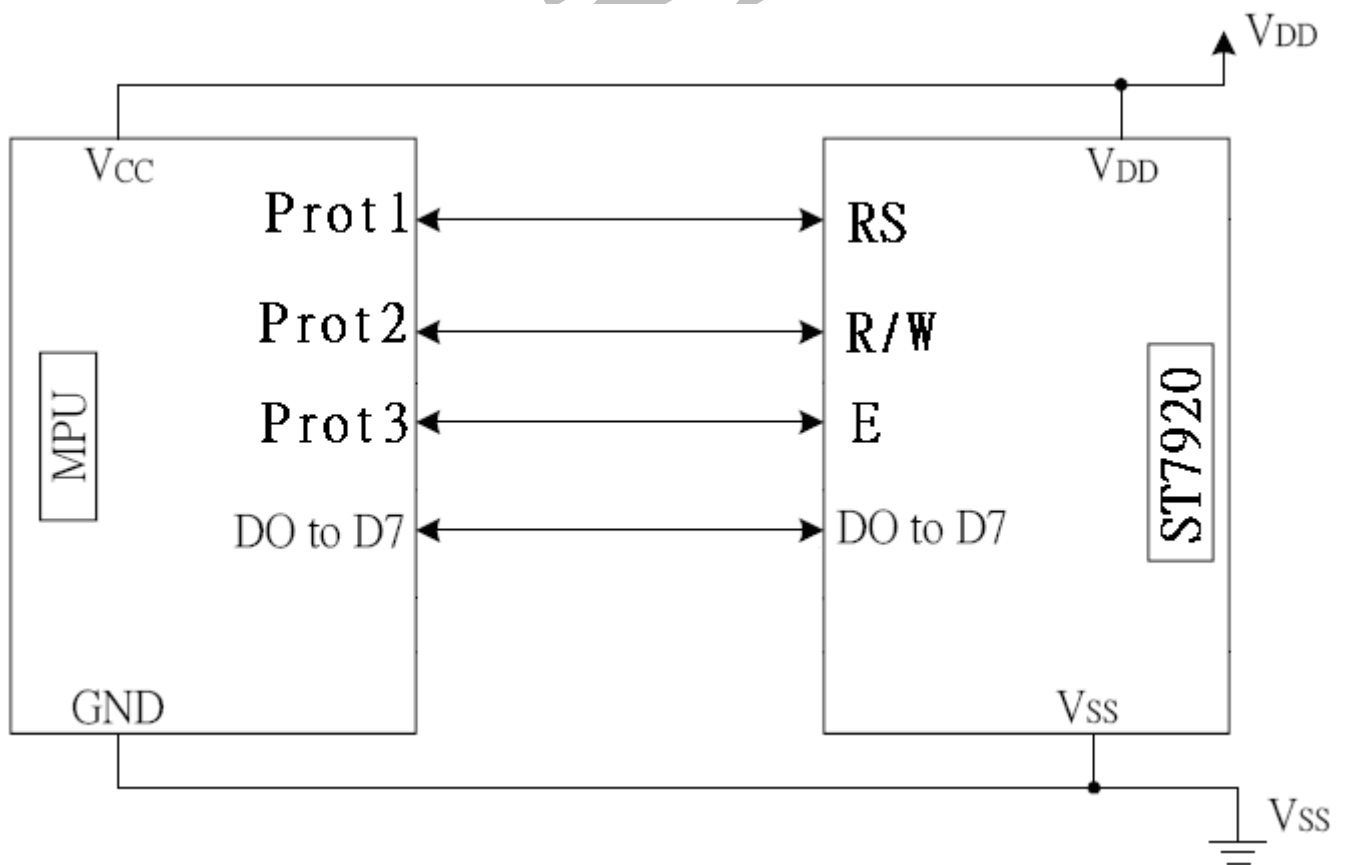 VDD
VCC
VDD
Prot1
RS
Prot2
R/W
MPU
ST7920
Prot3
E
DO to D7
DO to D7
GND
VSS
VSS